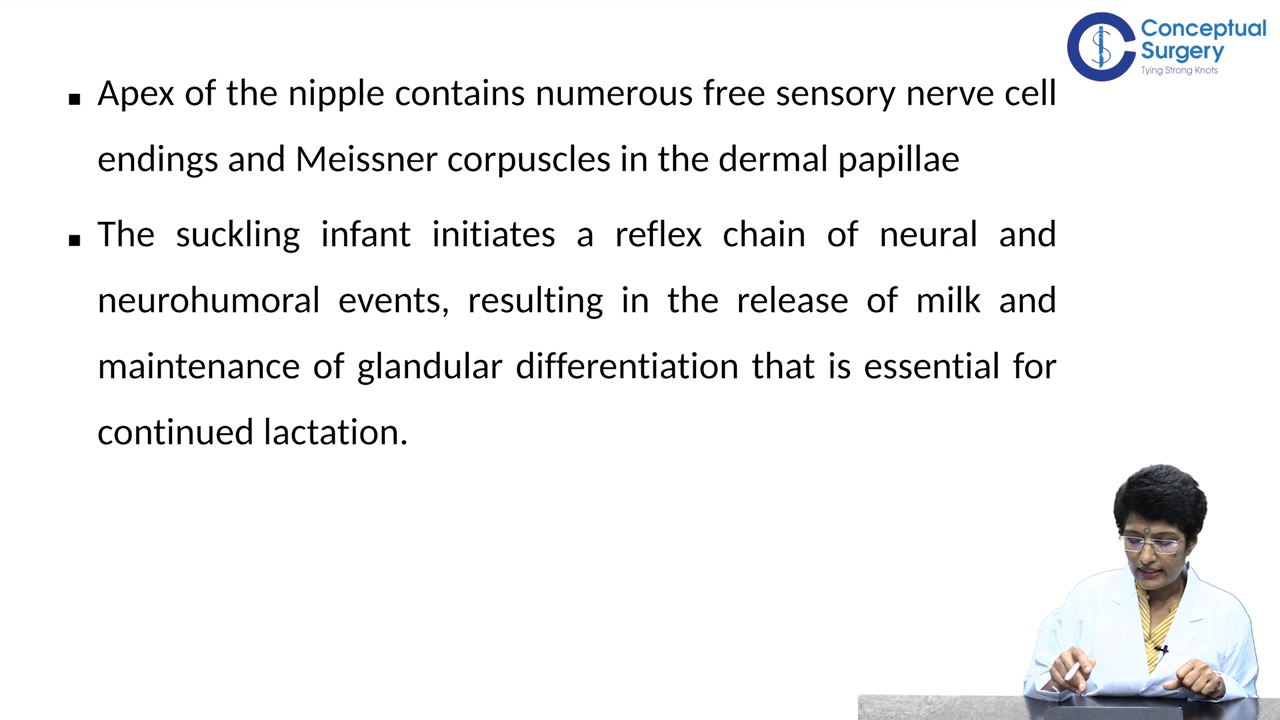 Conceptual
Surgery
Tying Strong Knots
Apex of the nipple contains numerous free sensory nerve cell
endings and Meissner corpuscles in the dermal papillae
The suckling infant initiates a reflex chain of neural and
neurohumoral events, resulting in the release of milk and
maintenance of glandular differentiation that is essential for
continued lactation.